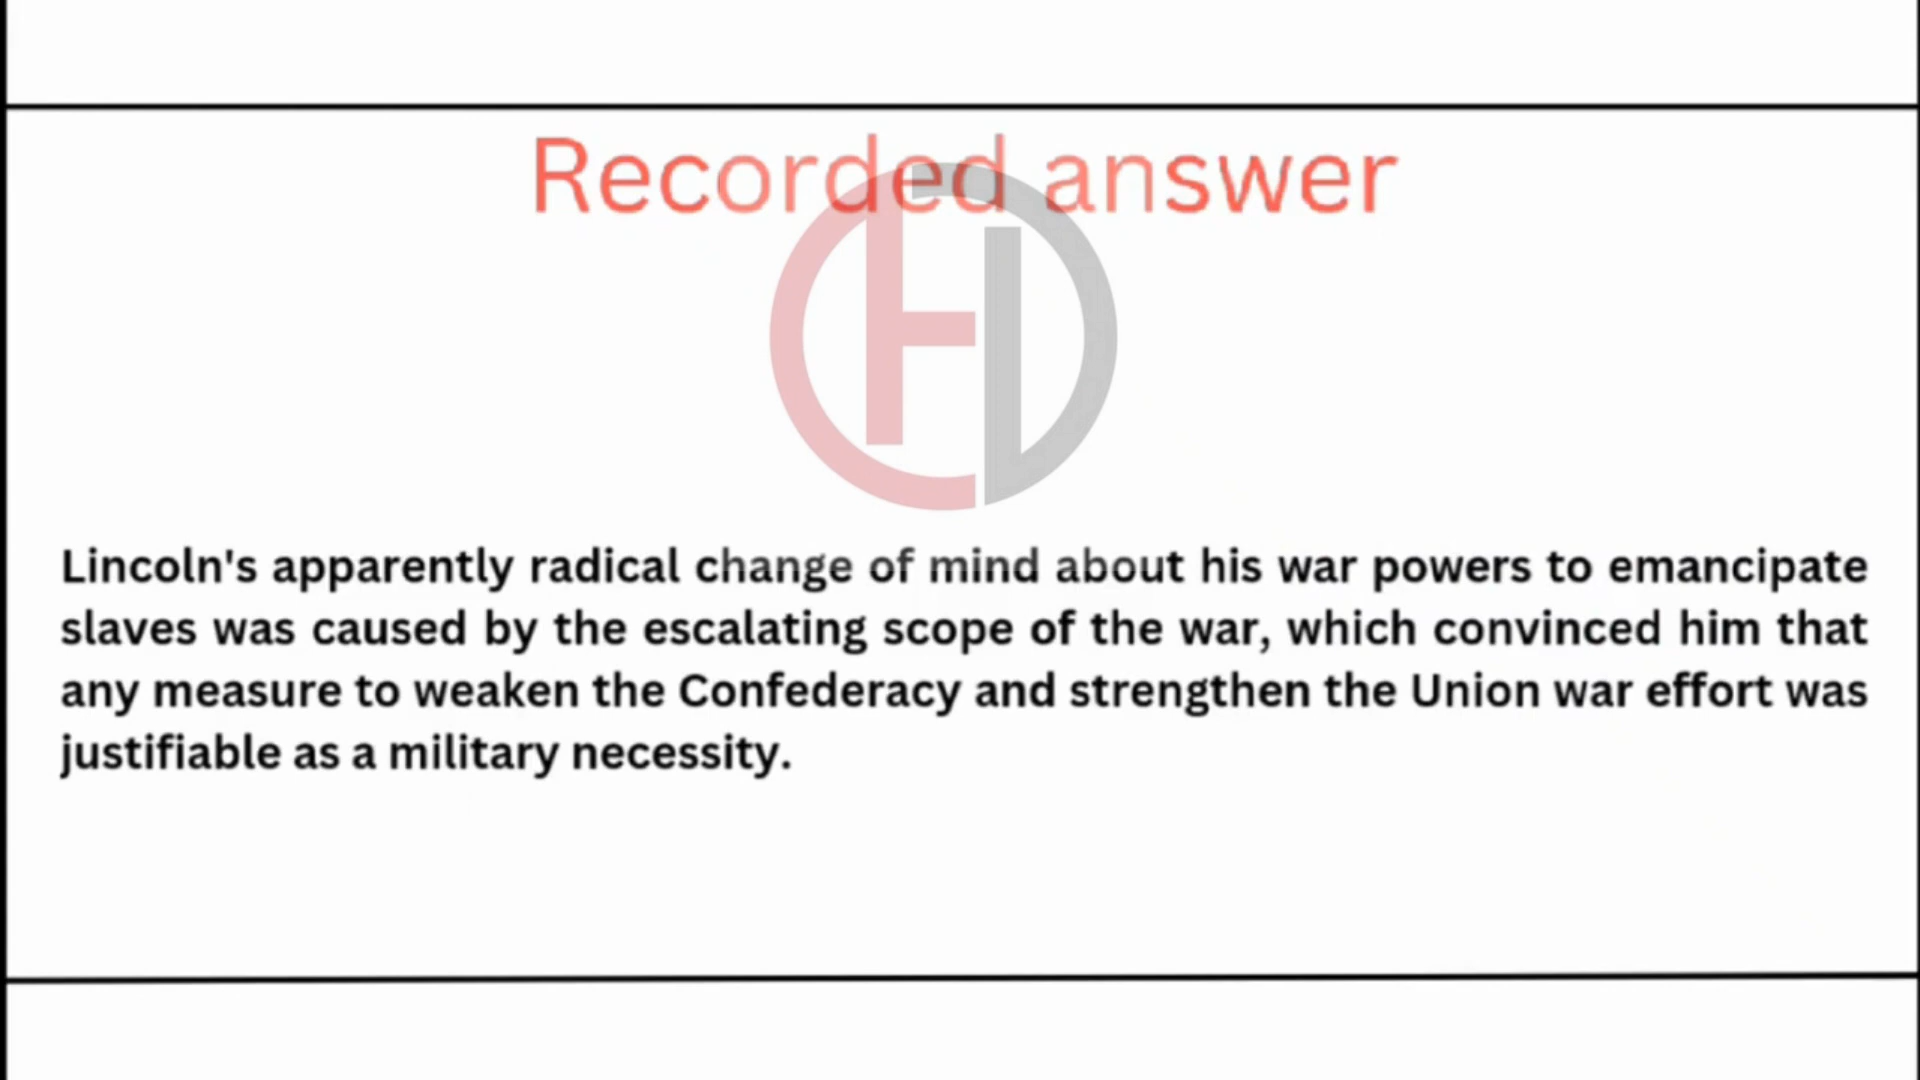 Recorded answer
Lincoln's apparently radical change of mind about his war powers to emancipate
slaves was caused by the escalating scope of the war, which convinced him that
any measure to weaken the Confederacy and strengthen the Union war effort was
justifiable as a military necessity.